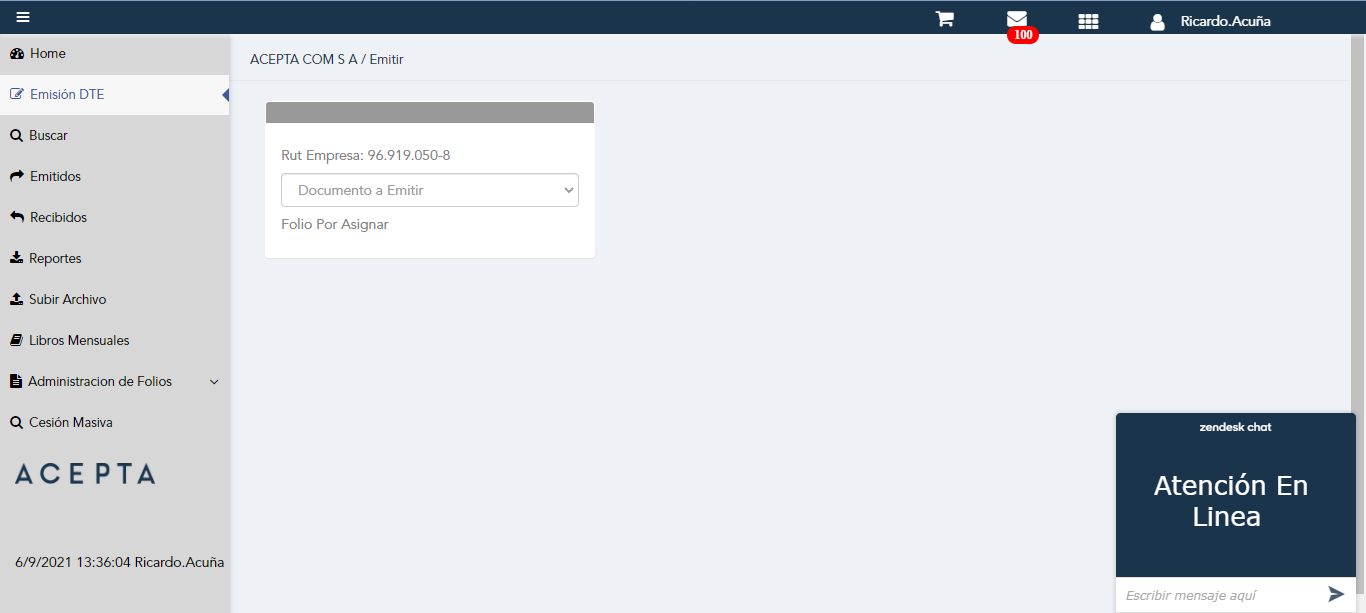 100
Ricardo.Acuña
Home
Emisión DTE
Buscar
Emitidos
Recibidos
Reportes
Subir Archivo
Libros Mensuales
Administracion de Folios
Cesión Masiva
ACEPTA
6/9/2021 13:36:04 Ricardo.Acuña
ACEPTA COM S A / Emitir
Rut Empresa: 96.919.050-8
Documento a Emitir
Folio Por Asignar
zendesk chat
Atención En
Linea
Escribir mensaje aquí